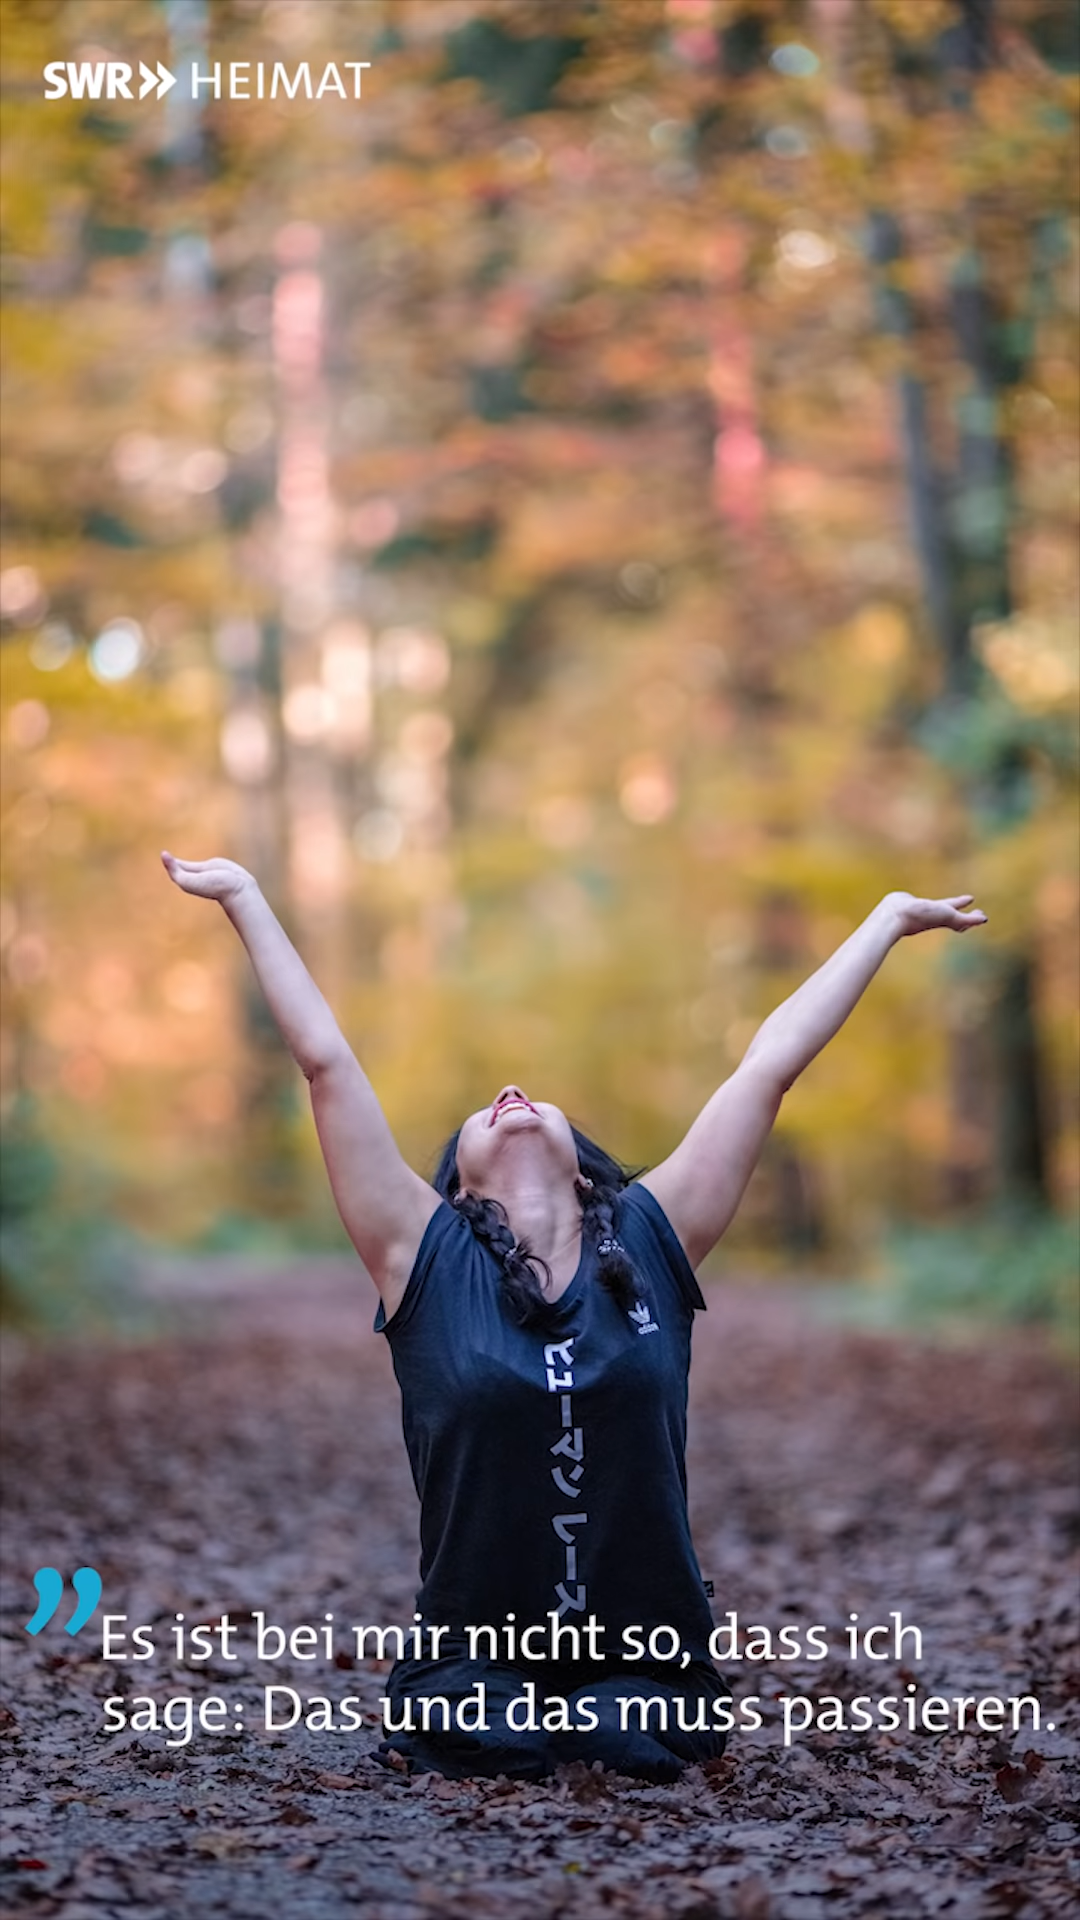 SWR» HEIMAT
adidas
ヒューマン レース
” Es ist bei mir nicht so, dass ich
sage: Das und das muss passieren.